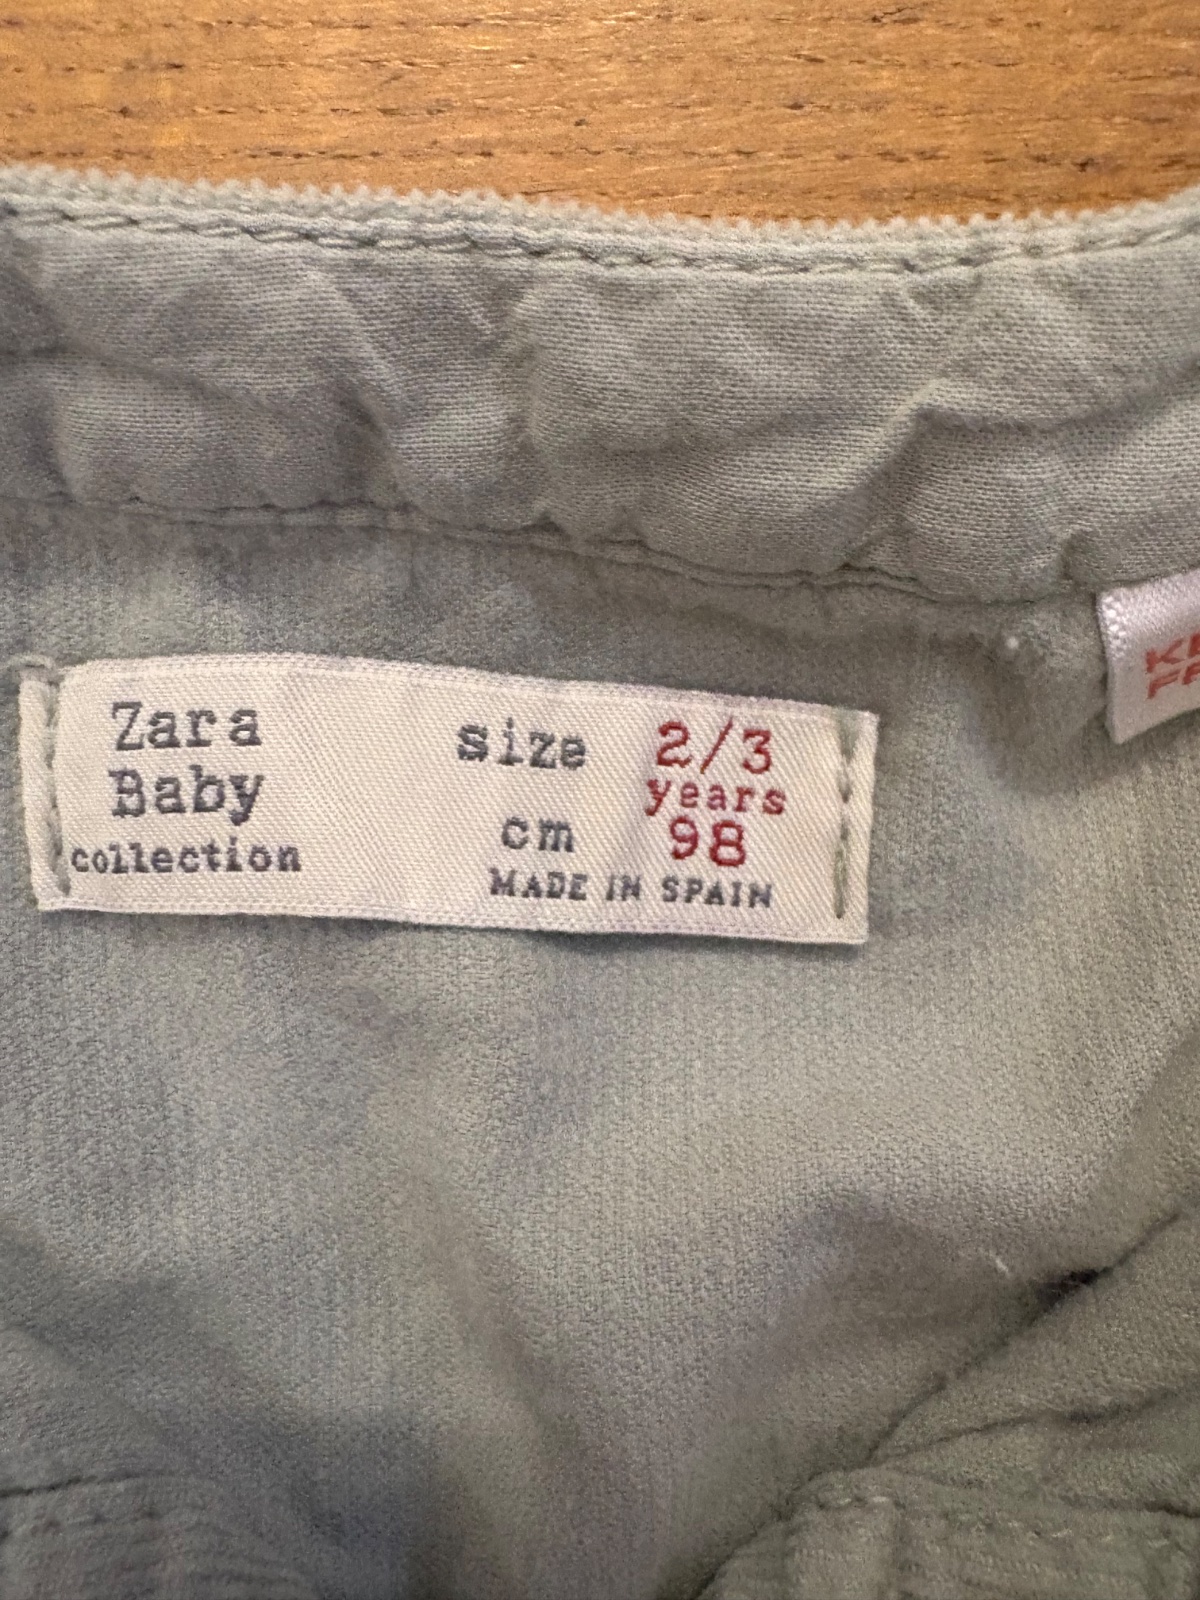 Zara
Baby
collection
size 2/3
years
cm 98
MADE IN SPAIN